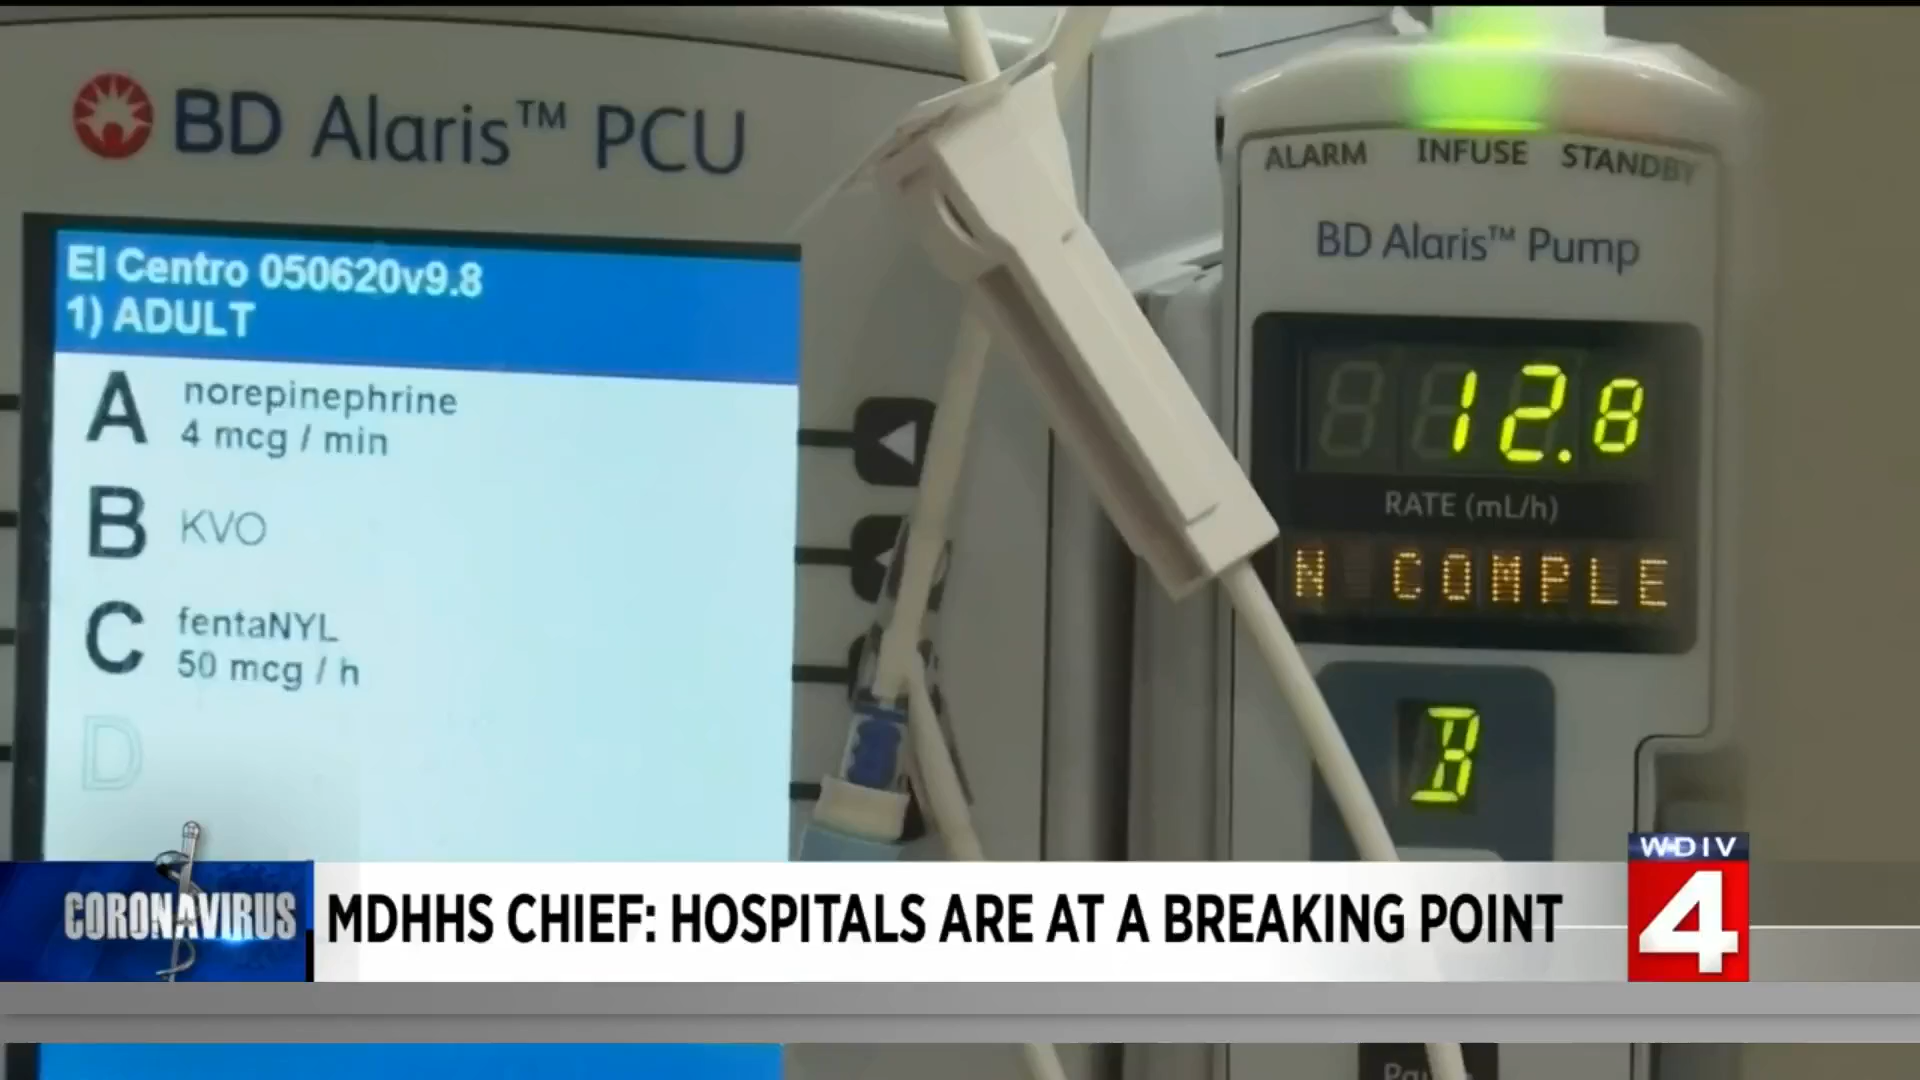 BD Alaris™ PCU
El Centro 050620v9.8
1) ADULT
A norepinephrine
4 mcg / min
B KVO
C fentaNYL
50 mcg / h
D
ALARM INFUSE STANDBY
BD Alaris™ Pump
12.8
RATE (mL/h)
N COMPLE
B
CORONAVIRUS
MDHHS CHIEF: HOSPITALS ARE AT A BREAKING POINT
WDIV
4